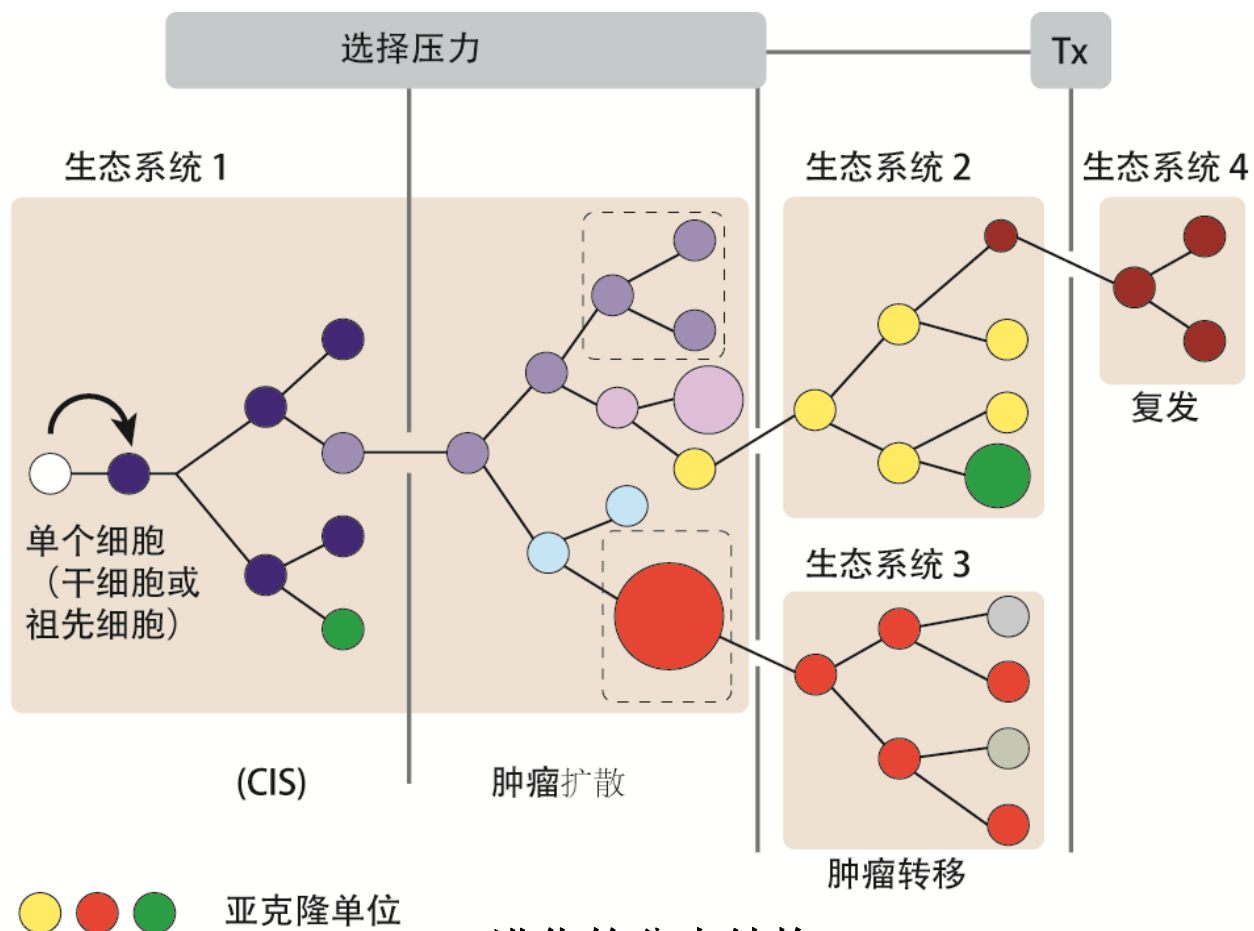 选择压力
Tx
生态系统 1
生态系统 2
生态系统 4
复发
单个细胞
（干细胞或
祖先细胞）
生态系统 3
(CIS)
肿瘤扩散
肿瘤转移
亚克隆单位